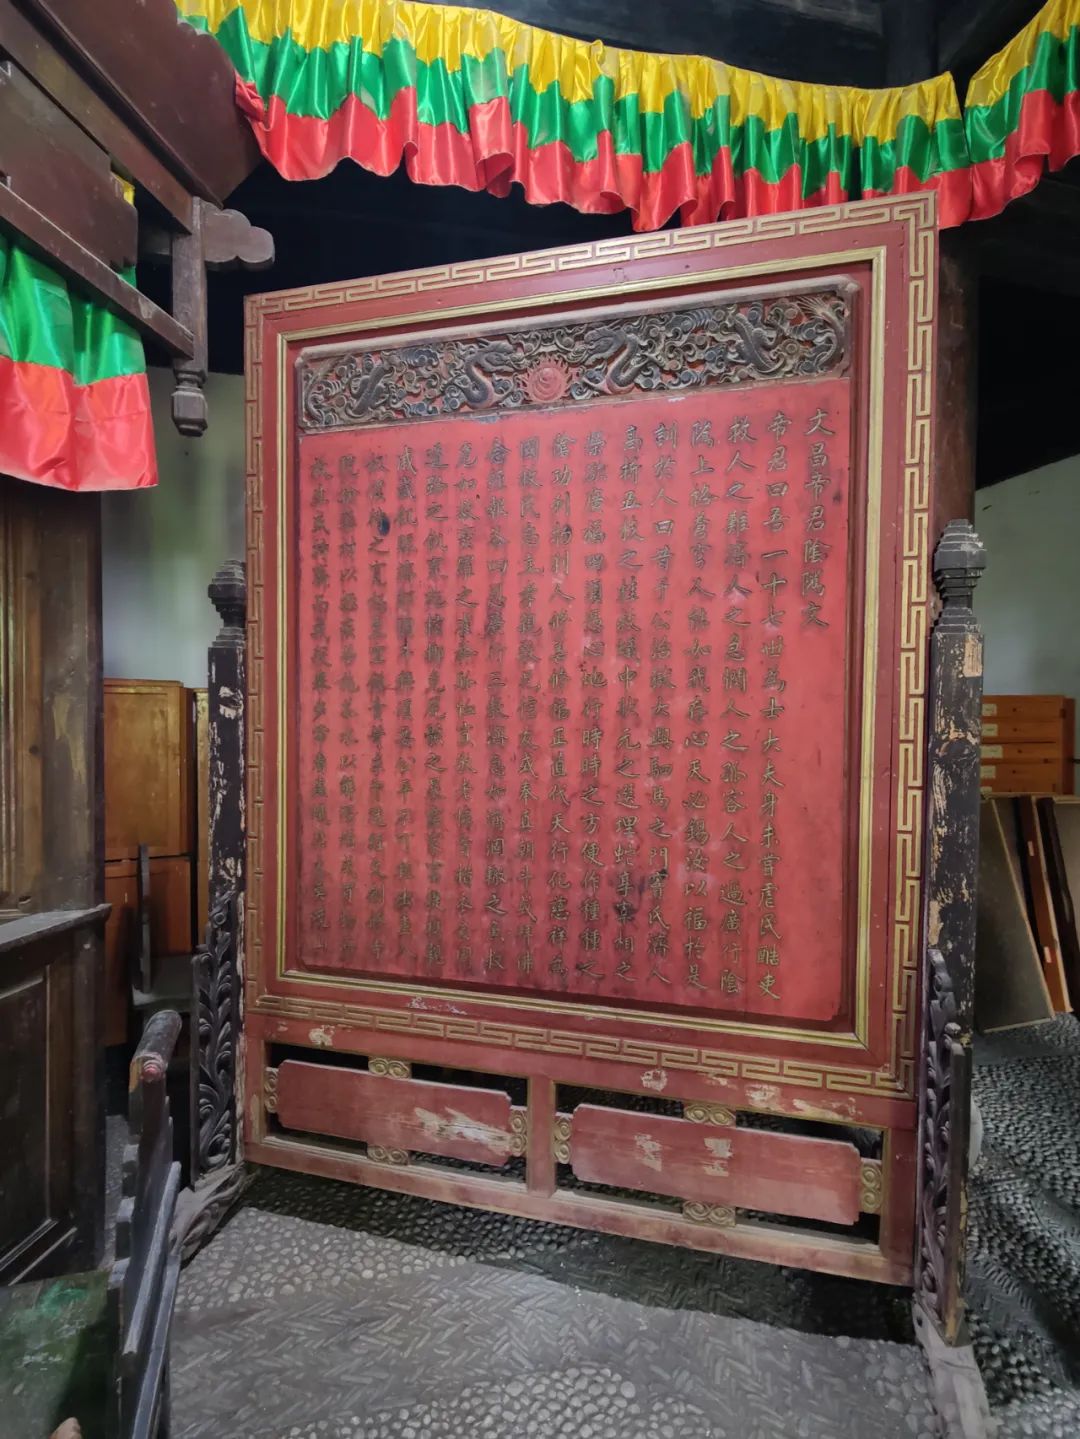 文昌帝君陰隲文
帝君曰吾一十七世為士大夫身未嘗虐民酷吏
救人之難濟人之急憫人之孤容人之過廣行陰
隲上格蒼穹人能如我存心天必錫汝以福於是
訓於人曰昔于公治獄大興駟馬之門竇氏濟人
高折五枝之桂救蟻中狀元之選埋蛇享宰相之
榮欲廣福田須憑心地行時時之方便作種種之
陰功利物利人修善修福正直代天行化慈祥為
國救民忠主孝親敬兄信友或奉真朝斗或拜佛
念經報答四恩廣行三教濟急如濟涸轍之魚救
危如救密羅之雀矜孤恤寡敬老憐貧措衣食周
道路之飢寒施棺槨免屍骸之暴露家富提攜親
戚歲飢賑濟鄰朋斗稱須要公平不可輕出重入
奴僕待之寬恕豈宜備責苛求印造經文創修寺
院捨藥材以拯疾苦施茶水以解渴煩或買物而
放生或持齋而戒殺舉步常看蟲蟻禁火莫燒山